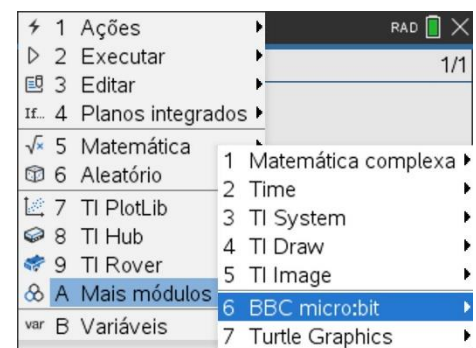 1 Ações
RAD
2 Executar
1/1
3 Editar
If... 4 Planos integrados
5 Matemática
6 Aleatório
7 TI PlotLib
8 TI Hub
9 TI Rover
A Mais módulos
var B Variáveis
1 Matemática complexa
2 Time
3 TI System
4 TI Draw
5 TI Image
6 BBC micro:bit
7 Turtle Graphics